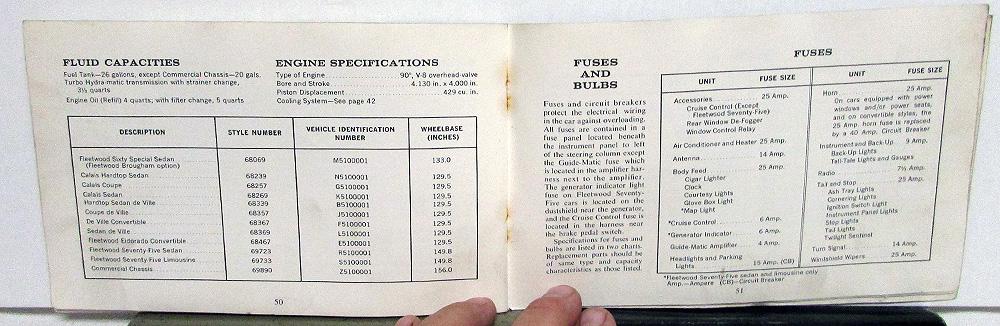 FLUID CAPACITIES
Fuel Tank—26 gallons, except Commercial Chassis—20 gals.
Turbo Hydra-matic transmission with strainer change,
3½ quarts
Engine Oil (Refill) 4 quarts; with filter change, 5 quarts
ENGINE SPECIFICATIONS
Type of Engine 90°, V-8 overhead-valve
Bore and Stroke 4.130 in. x 4.000 in.
Piston Displacement 429 cu. in.
Cooling System—See page 42
DESCRIPTION STYLE NUMBER VEHICLE IDENTIFICATION NUMBER WHEELBASE (INCHES)
Fleetwood Sixty Special Sedan 68069 M5100001 133.0
(Fleetwood Brougham option)
Calais Hardtop Sedan 68239 N5100001 129.5
Calais Coupe 68257 G5100001 129.5
Calais Sedan 68269 K5100001 129.5
Hardtop Sedan de Ville 68339 B5100001 129.5
Coupe de Ville 68357 J5100001 129.5
De Ville Convertible 68367 F5100001 129.5
Sedan de Ville 68369 L5100001 129.5
Fleetwood Eldorado Convertible 68467 E5100001 129.5
Fleetwood Seventy-Five Sedan 69723 R5100001 149.8
Fleetwood Seventy-Five Limousine 69733 S5100001 149.8
Commercial Chassis 69890 Z5100001 156.0
50
FUSES
AND
BULBS
Fuses and circuit breakers
protect the electrical wiring
in the car against overloading.
All fuses are contained in a
fuse panel located beneath
the instrument panel to left
of the steering column except
the Guide-Matic fuse which
is located in the amplifier har-
ness next to the amplifier.
The generator indicator light
fuse on Fleetwood Seventy-
Five cars is located on the
dustshield near the generator,
and the Cruise Control fuse is
located in the harness near
the brake pedal switch.
Specifications for fuses and
bulbs are listed in two charts.
Replacement parts should be
of same type and capacity
characteristics as those listed.
FUSES
UNIT FUSE SIZE
Accessories 25 Amp.
Cruise Control (Except
Fleetwood Seventy-Five)
Rear Window De-Fogger
Window Control Relay
Air Conditioner and Heater 25 Amp.
Antenna 14 Amp.
Body Feed 25 Amp.
Cigar Lighter
Clock
Courtesy Lights
Glove Box Light
*Map Light
*Cruise Control 6 Amp.
*Generator Indicator 6 Amp.
Guide-Matic Amplifier 4 Amp.
Headlights and Parking
Lights 15 Amp. (CB)
UNIT FUSE SIZE
Horn 25 Amp.
On cars equipped with power
windows and/or power seats,
and on convertible styles, the
25 Amp. horn fuse is replaced
by a 40 Amp. Circuit Breaker
Instrument and Back-Up 9 Amp.
Back-Up Lights
Tell-Tale Lights and Gauges
Radio 7½ Amp.
Tail and Stop 25 Amp.
Ash Tray Lights
Cornering Lights
Ignition Switch Light
Instrument Panel Lights
Stop Lights
Tail Lights
Twilight Sentinel
Turn Signal 14 Amp.
Windshield Wipers 25 Amp.
*Fleetwood Seventy-Five sedan and limousine only
Amp.—Ampere (CB)—Circuit Breaker
51